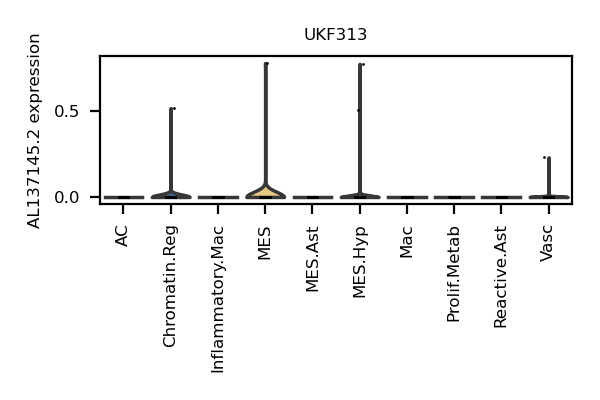 UKF313
AL137145.2 expression
0.5
0.0
AC
Chromatin.Reg
Inflammatory.Mac
MES
MES.Ast
MES.Hyp
Mac
Prolif.Metab
Reactive.Ast
Vasc